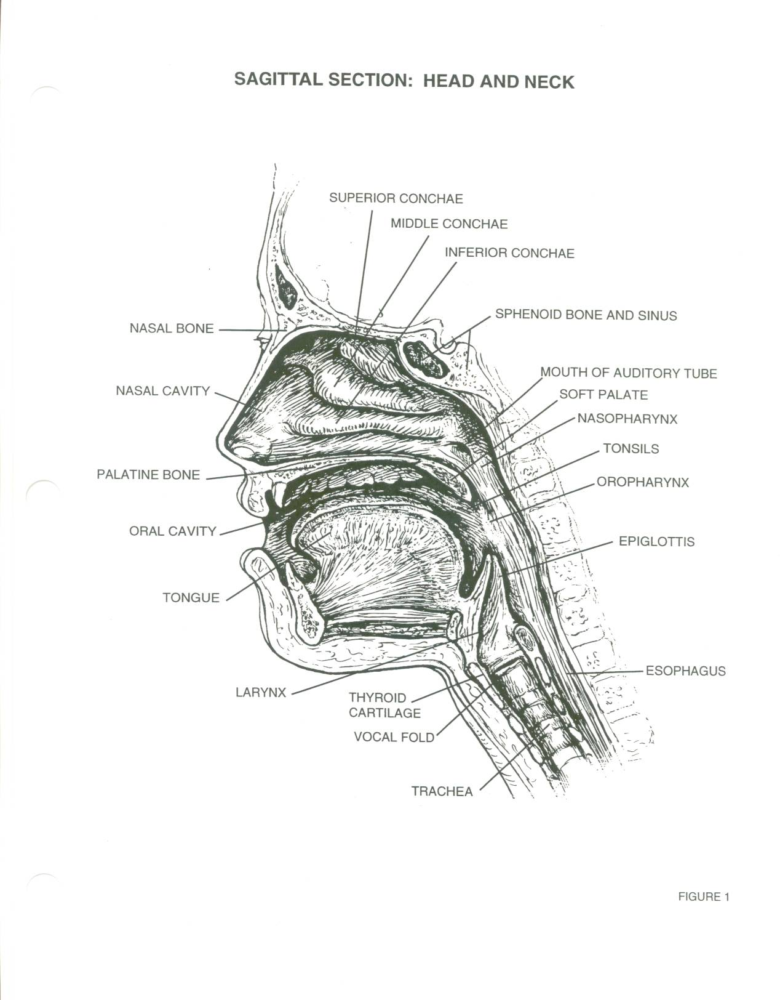 SAGITTAL SECTION: HEAD AND NECK
SUPERIOR CONCHAE
MIDDLE CONCHAE
INFERIOR CONCHAE
SPHENOID BONE AND SINUS
NASAL BONE
MOUTH OF AUDITORY TUBE
NASAL CAVITY
SOFT PALATE
NASOPHARYNX
TONSILS
PALATINE BONE
OROPHARYNX
ORAL CAVITY
EPIGLOTTIS
TONGUE
ESOPHAGUS
LARYNX
THYROID
CARTILAGE
VOCAL FOLD
TRACHEA
FIGURE 1